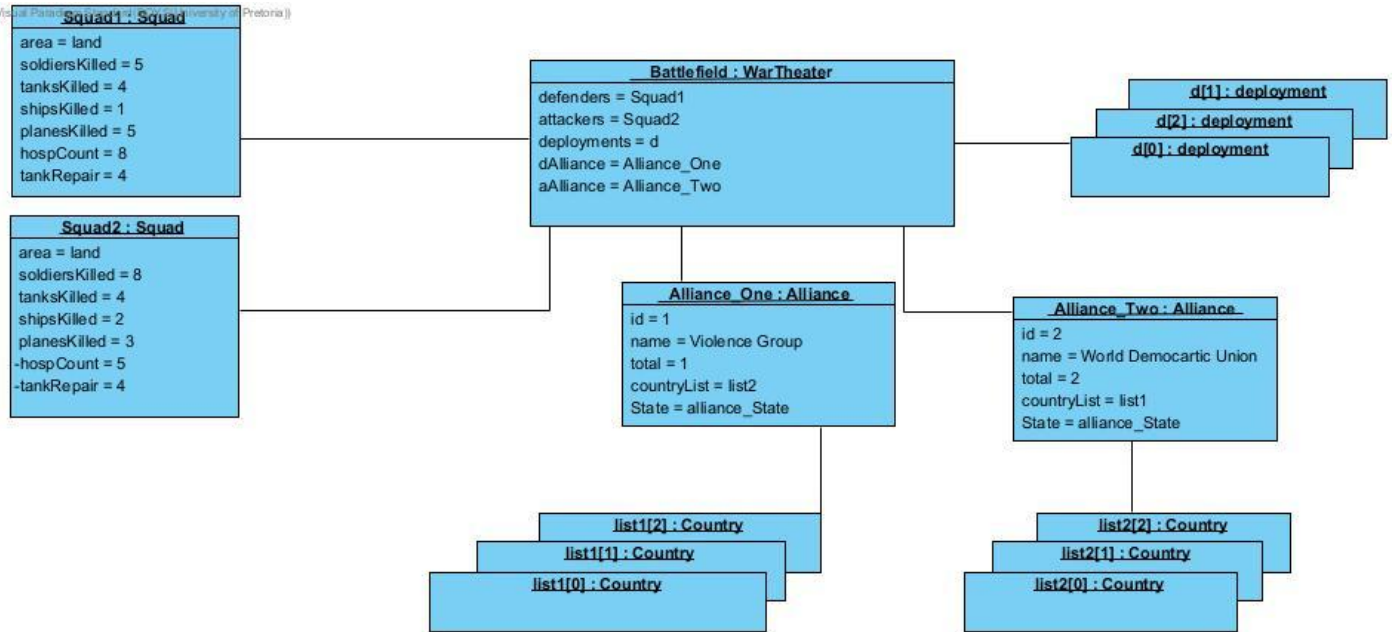 Squad1 : Squad
area = land
soldiersKilled = 5
tanksKilled = 4
shipsKilled = 1
planesKilled = 5
hospCount = 8
tankRepair = 4
Squad2 : Squad
area = land
soldiersKilled = 8
tanksKilled = 4
shipsKilled = 2
planesKilled = 3
-hospCount = 5
-tankRepair = 4
Battlefield : WarTheater
defenders = Squad1
attackers = Squad2
deployments = d
dAlliance = Alliance_One
aAlliance = Alliance_Two
d[1] : deployment
d[2] : deployment
d[0] : deployment
Alliance_One : Alliance
id = 1
name = Violence Group
total = 1
countryList = list2
State = alliance_State
Alliance_Two : Alliance
id = 2
name = World Democartic Union
total = 2
countryList = list1
State = alliance_State
list1[2] : Country
list1[1] : Country
list1[0] : Country
list2[2] : Country
list2[1] : Country
list2[0] : Country